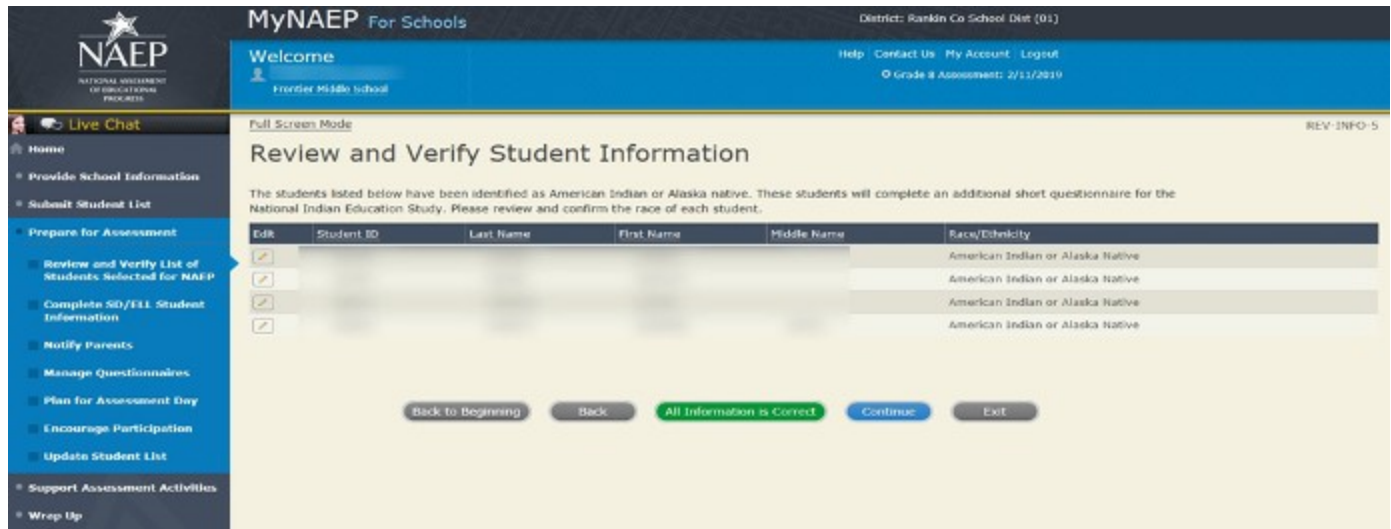 MyNAEP For Schools
District: Rankin Co School Dist (01)
NAEP
NATIONAL ASSESSMENT
OF EDUCATIONAL
PROGRESS
Welcome
Frontier Middle School
Help Contact Us My Account Logout
Grade 8 Assessment: 2/11/2019
Live Chat
Home
Provide School Information
Submit Student List
Prepare for Assessment
Review and Verify List of
Students Selected for NAEP
Complete SD/ELL Student
Information
Notify Parents
Manage Questionnaires
Plan for Assessment Day
Encourage Participation
Update Student List
Support Assessment Activities
Wrap Up
Full Screen Mode
REV-INFO-5
Review and Verify Student Information
The students listed below have been identified as American Indian or Alaska native. These students will complete an additional short questionnaire for the
National Indian Education Study. Please review and confirm the race of each student.
Edit Student ID Last Name First Name Middle Name Race/Ethnicity
American Indian or Alaska Native
American Indian or Alaska Native
American Indian or Alaska Native
American Indian or Alaska Native
Back to Beginning Back All Information is Correct Continue Exit